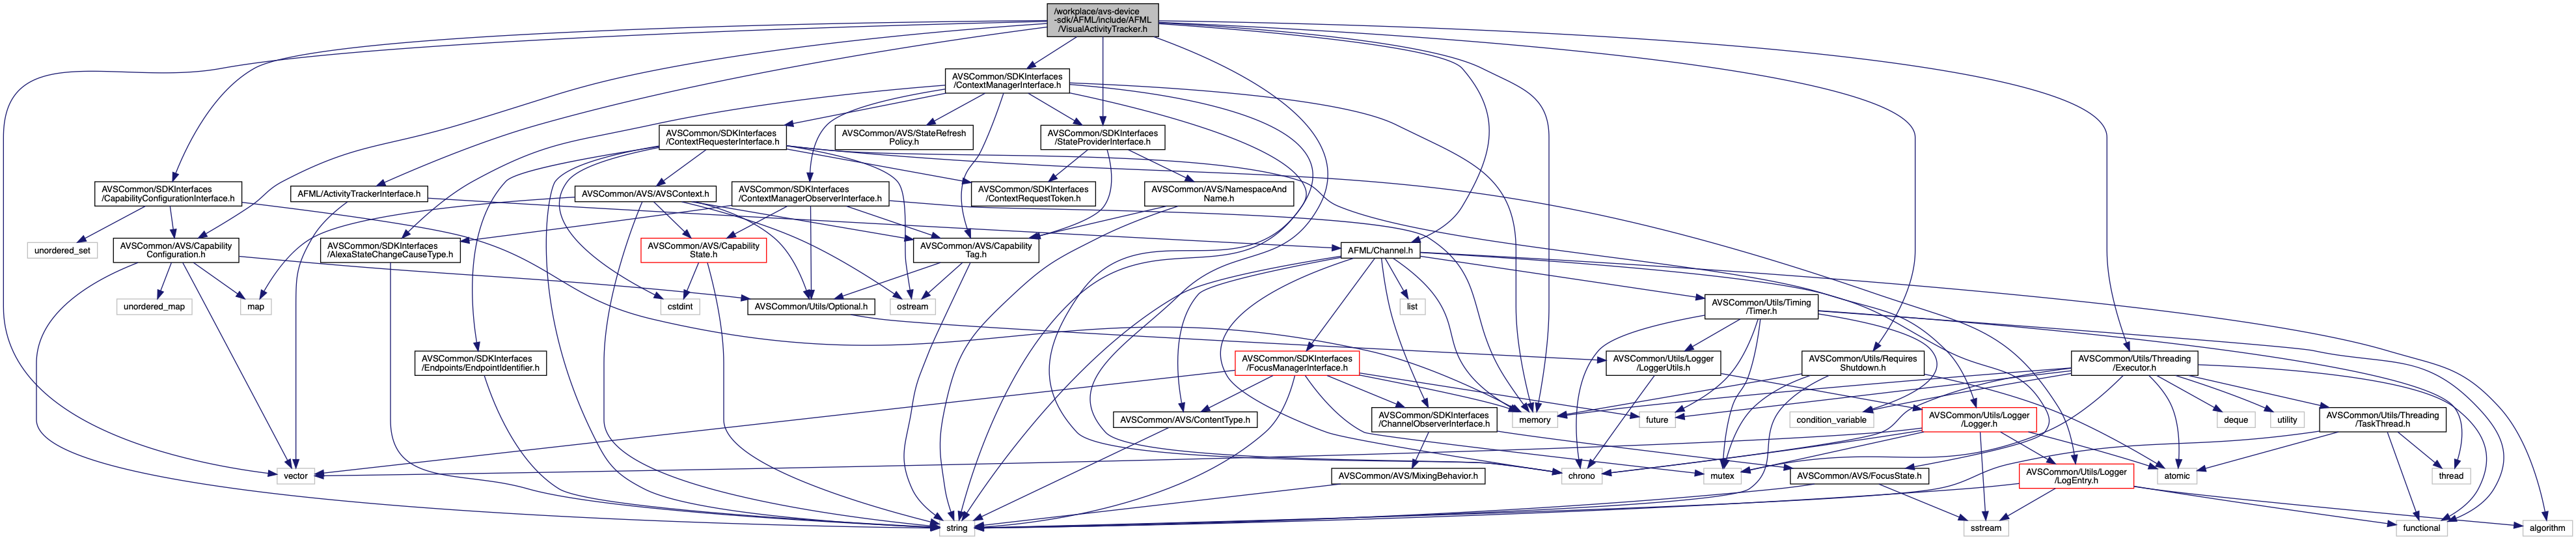 /workplace/avs-device
-sdk/AFML/include/AFML
/VisualActivityTracker.h
AVSCommon/SDKInterfaces
/ContextManagerInterface.h
AVSCommon/SDKInterfaces
/ContextRequesterInterface.h
AVSCommon/AVS/StateRefresh
Policy.h
AVSCommon/SDKInterfaces
/StateProviderInterface.h
AVSCommon/SDKInterfaces
/CapabilityConfigurationInterface.h
AFML/ActivityTrackerInterface.h
AVSCommon/AVS/AVSContext.h
AVSCommon/SDKInterfaces
/ContextManagerObserverInterface.h
AVSCommon/SDKInterfaces
/ContextRequestToken.h
AVSCommon/AVS/NamespaceAnd
Name.h
unordered_set
AVSCommon/AVS/Capability
Configuration.h
AVSCommon/SDKInterfaces
/AlexaStateChangeCauseType.h
AVSCommon/AVS/Capability
State.h
AVSCommon/AVS/Capability
Tag.h
AFML/Channel.h
unordered_map
map
cstdint
AVSCommon/Utils/Optional.h
ostream
list
AVSCommon/Utils/Timing
/Timer.h
AVSCommon/SDKInterfaces
/Endpoints/EndpointIdentifier.h
AVSCommon/SDKInterfaces
/FocusManagerInterface.h
AVSCommon/Utils/Logger
/LoggerUtils.h
AVSCommon/Utils/Requires
Shutdown.h
AVSCommon/Utils/Threading
/Executor.h
AVSCommon/AVS/ContentType.h
AVSCommon/SDKInterfaces
/ChannelObserverInterface.h
memory
future
condition_variable
AVSCommon/Utils/Logger
/Logger.h
deque
utility
AVSCommon/Utils/Threading
/TaskThread.h
vector
AVSCommon/AVS/MixingBehavior.h
chrono
mutex
AVSCommon/AVS/FocusState.h
AVSCommon/Utils/Logger
/LogEntry.h
atomic
thread
string
sstream
functional
algorithm